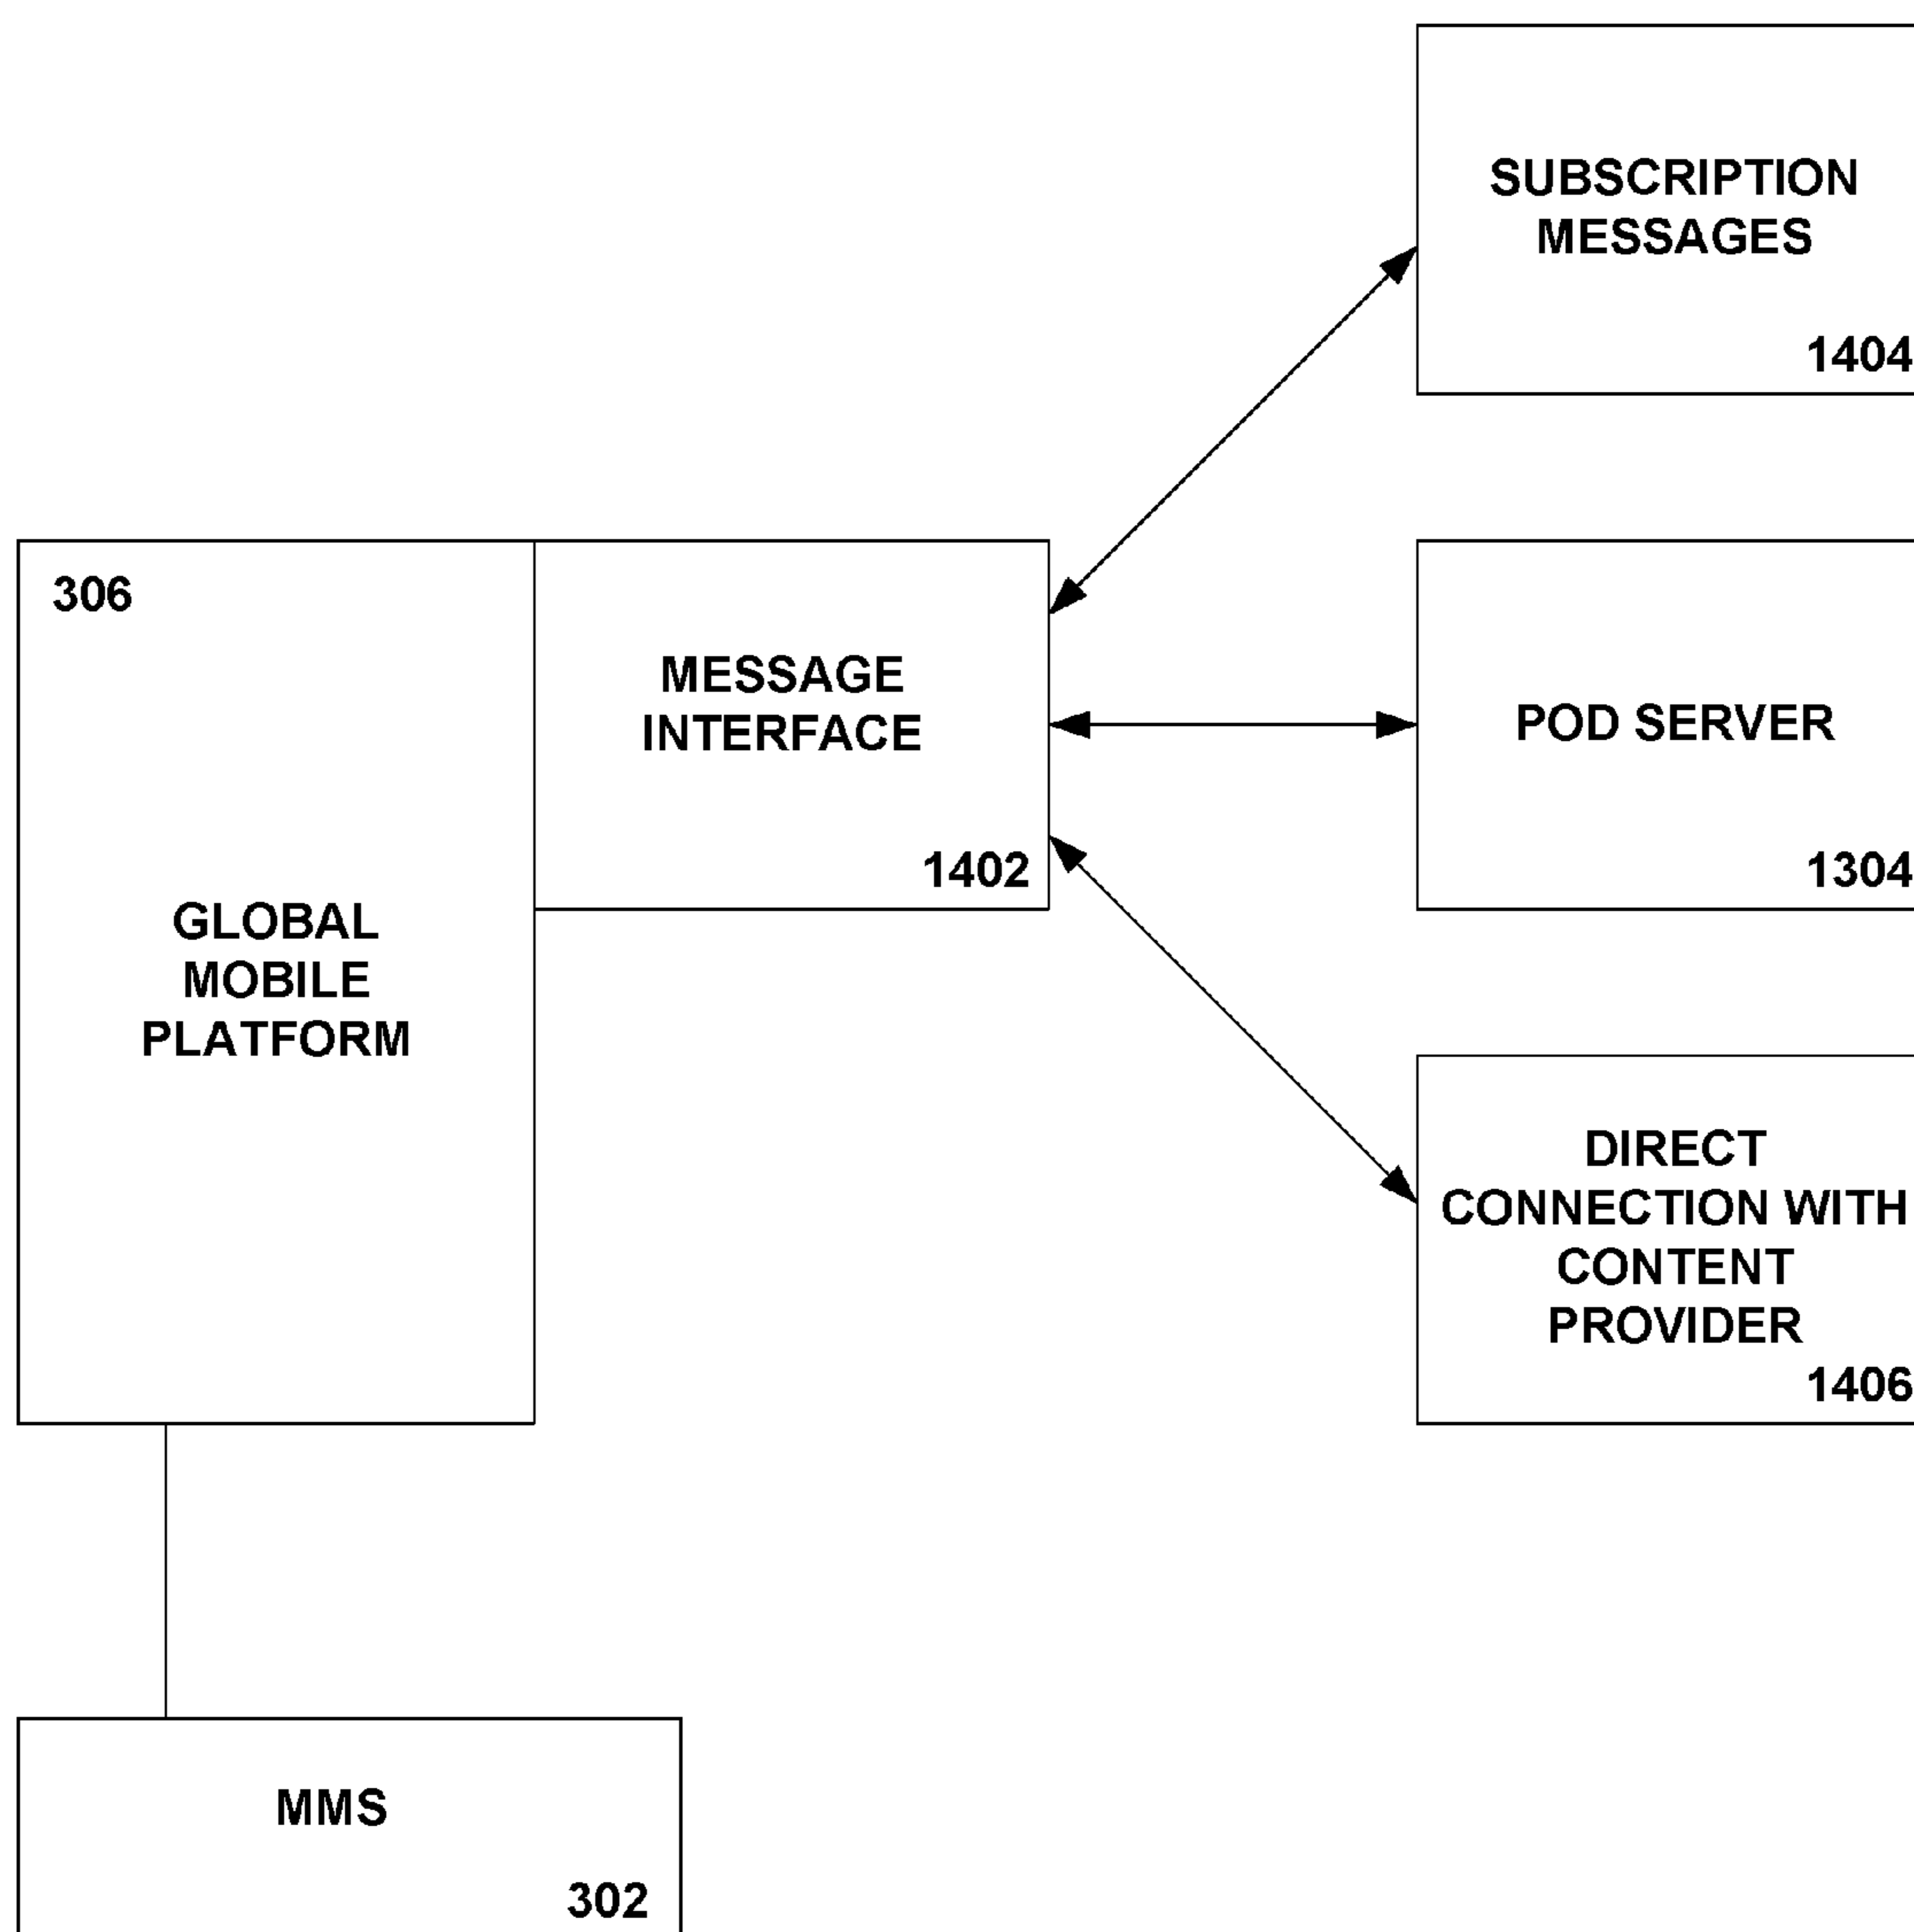 SUBSCRIPTION
MESSAGES
1404
306
MESSAGE
INTERFACE
1402
POD SERVER
1304
GLOBAL
MOBILE
PLATFORM
DIRECT
CONNECTION WITH
CONTENT
PROVIDER
1406
MMS
302